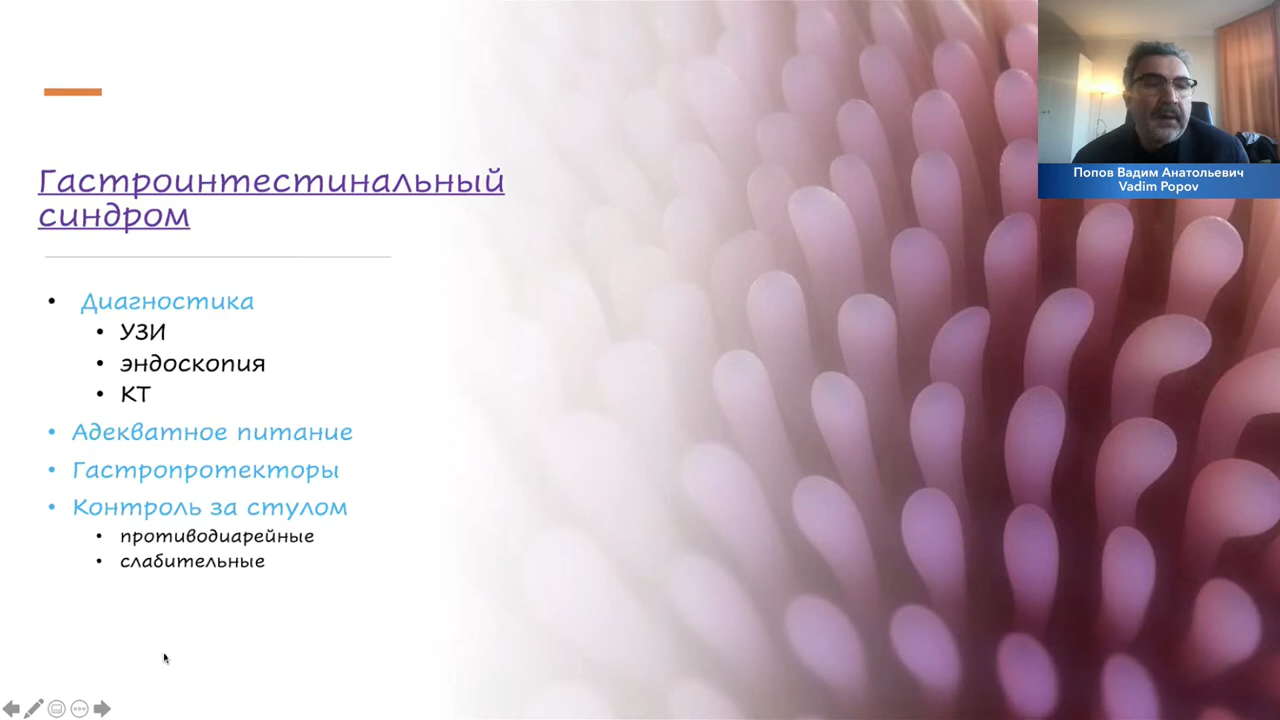 Гастроинтестинальный
синдром
Диагностика
УЗИ
эндоскопия
КТ
Адекватное питание
Гастропротекторы
Контроль за стулом
противодиарейные
слабительные
Попов Вадим Анатольевич
Vadim Popov